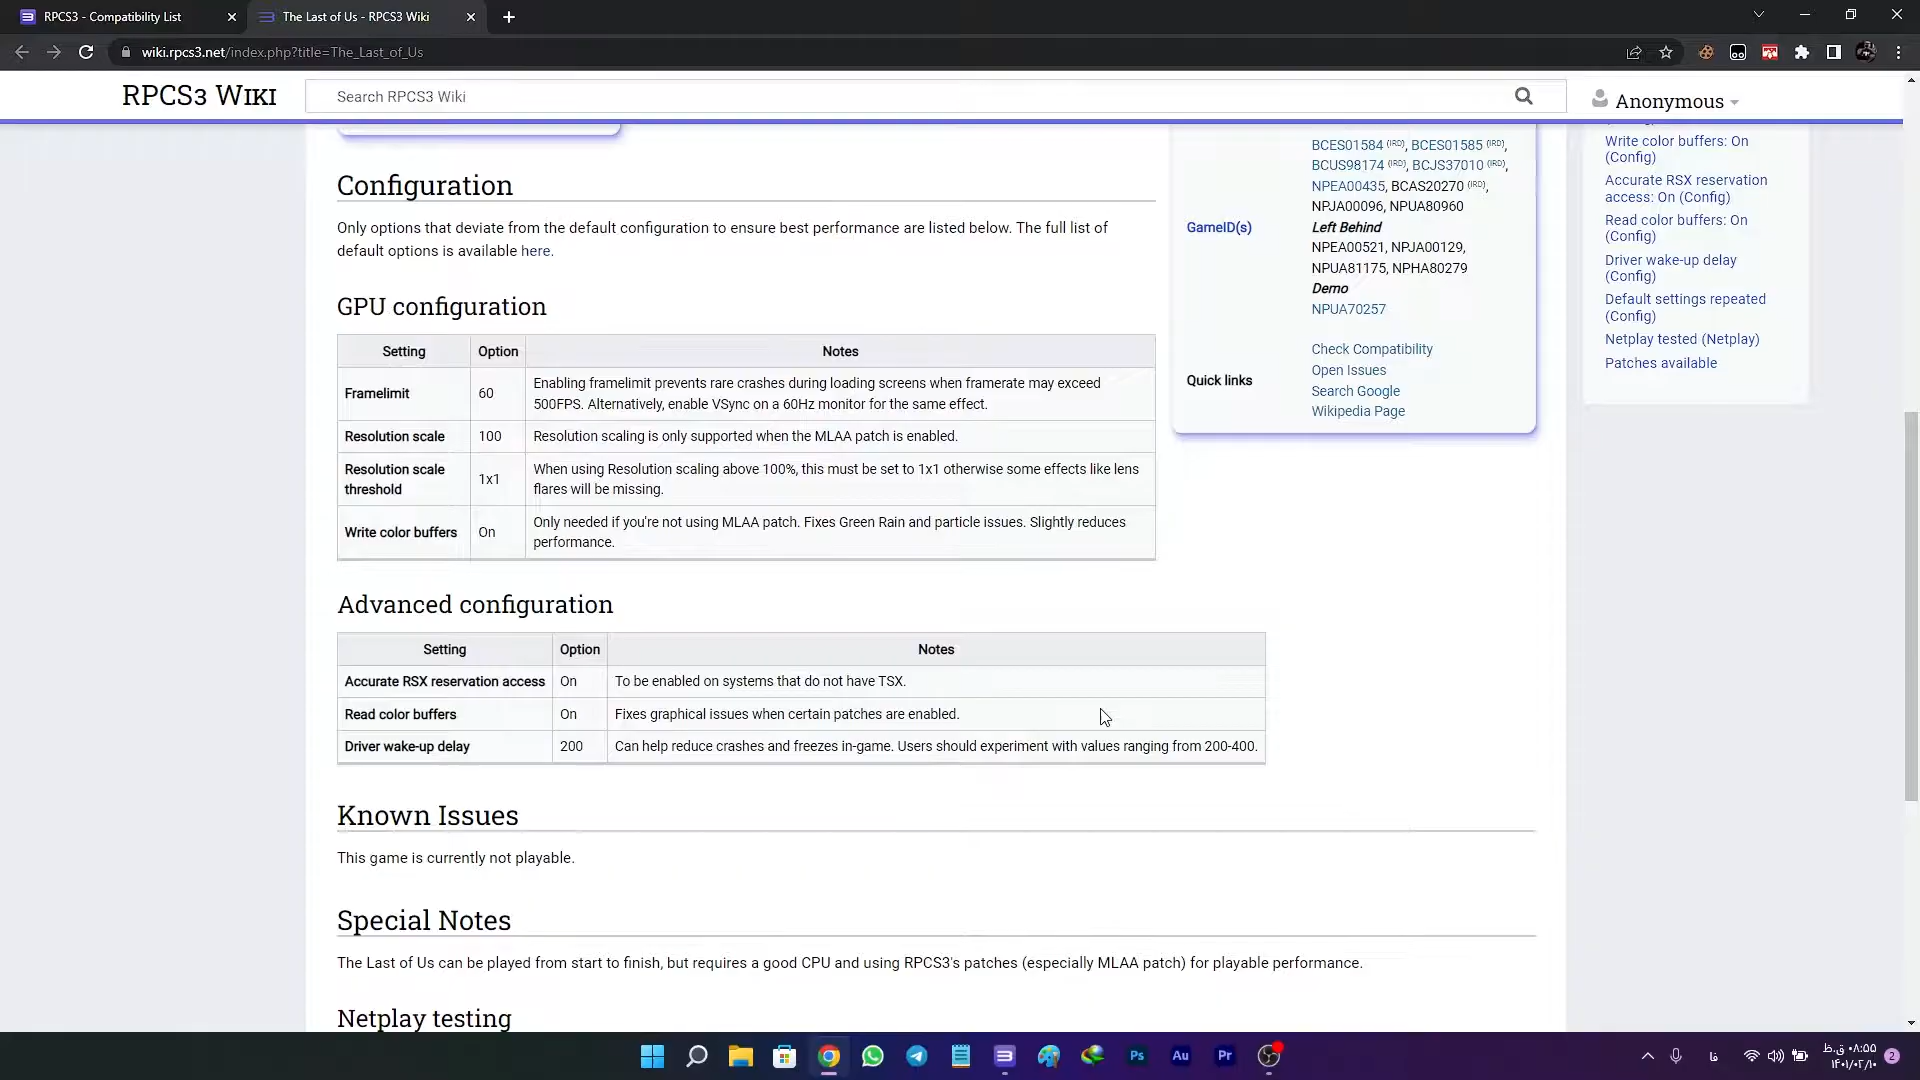 RPCS3 - Compatibility List
The Last of Us - RPCS3 Wiki
wiki.rpcs3.net/index.php?title=The_Last_of_Us
RPCS3 Wiki
Search RPCS3 Wiki
Anonymous
Configuration
Only options that deviate from the default configuration to ensure best performance are listed below. The full list of
default options is available here.
GPU configuration
Setting Option Notes
Framelimit 60 Enabling framelimit prevents rare crashes during loading screens when framerate may exceed
500FPS. Alternatively, enable VSync on a 60Hz monitor for the same effect.
Resolution scale 100 Resolution scaling is only supported when the MLAA patch is enabled.
Resolution scale
threshold
1x1
When using Resolution scaling above 100%, this must be set to 1x1 otherwise some effects like lens
flares will be missing.
Write color buffers On Only needed if you're not using MLAA patch. Fixes Green Rain and particle issues. Slightly reduces
performance.
Advanced configuration
Setting Option Notes
Accurate RSX reservation access On To be enabled on systems that do not have TSX.
Read color buffers On Fixes graphical issues when certain patches are enabled.
Driver wake-up delay 200 Can help reduce crashes and freezes in-game. Users should experiment with values ranging from 200-400.
Known Issues
This game is currently not playable.
Special Notes
The Last of Us can be played from start to finish, but requires a good CPU and using RPCS3's patches (especially MLAA patch) for playable performance.
Netplay testing
GameID(s)
BCES01584 (IRD), BCES01585 (IRD),
BCUS98174 (IRD), BCJS37010 (IRD),
NPEA00435, BCAS20270 (IRD),
NPJA00096, NPUA80960
Left Behind
NPEA00521, NPJA00129,
NPUA81175, NPHA80279
Demo
NPUA70257
Quick links
Check Compatibility
Open Issues
Search Google
Wikipedia Page
Write color buffers: On
(Config)
Accurate RSX reservation
access: On (Config)
Read color buffers: On
(Config)
Driver wake-up delay
(Config)
Default settings repeated
(Config)
Netplay tested (Netplay)
Patches available
Ps
Au
Pr
فا
۰۸:۵۵ ق.ظ
۱۴۰۱/۰۲/۱۰
2